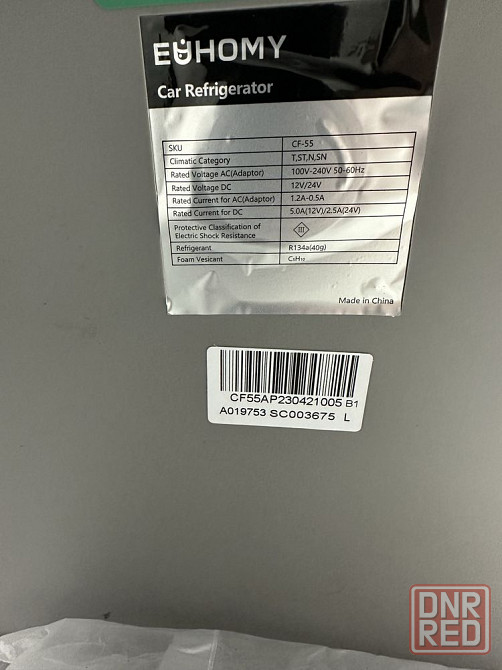 EUHOMY
Car Refrigerator
SKU CF-55
Climatic Category T,ST,N,SN
Rated Voltage AC(Adaptor) 100V-240V 50-60Hz
Rated Voltage DC 12V/24V
Rated Current for AC(Adaptor) 1.2A-0.5A
Rated Current for DC 5.0A(12V)/2.5A(24V)
Protective Classification of
Electric Shock Resistance III
Refrigerant R134a(40g)
Foam Vesicant C₅H₁₀
Made in China
CF55AP230421005 B1
A019753 SC003675 L
DNR
RED